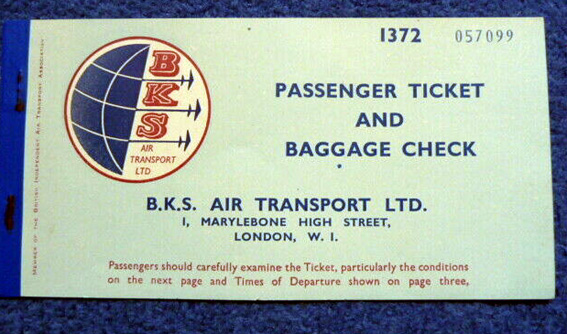 1372 057099
B
K
S
AIR
TRANSPORT
LTD
PASSENGER TICKET
AND
BAGGAGE CHECK
B.K.S. AIR TRANSPORT LTD.
1, MARYLEBONE HIGH STREET,
LONDON, W. 1.
Passengers should carefully examine the Ticket, particularly the conditions
on the next page and Times of Departure shown on page three,
MEMBER OF THE BRITISH INDEPENDENT AIR TRANSPORT ASSOCIATION